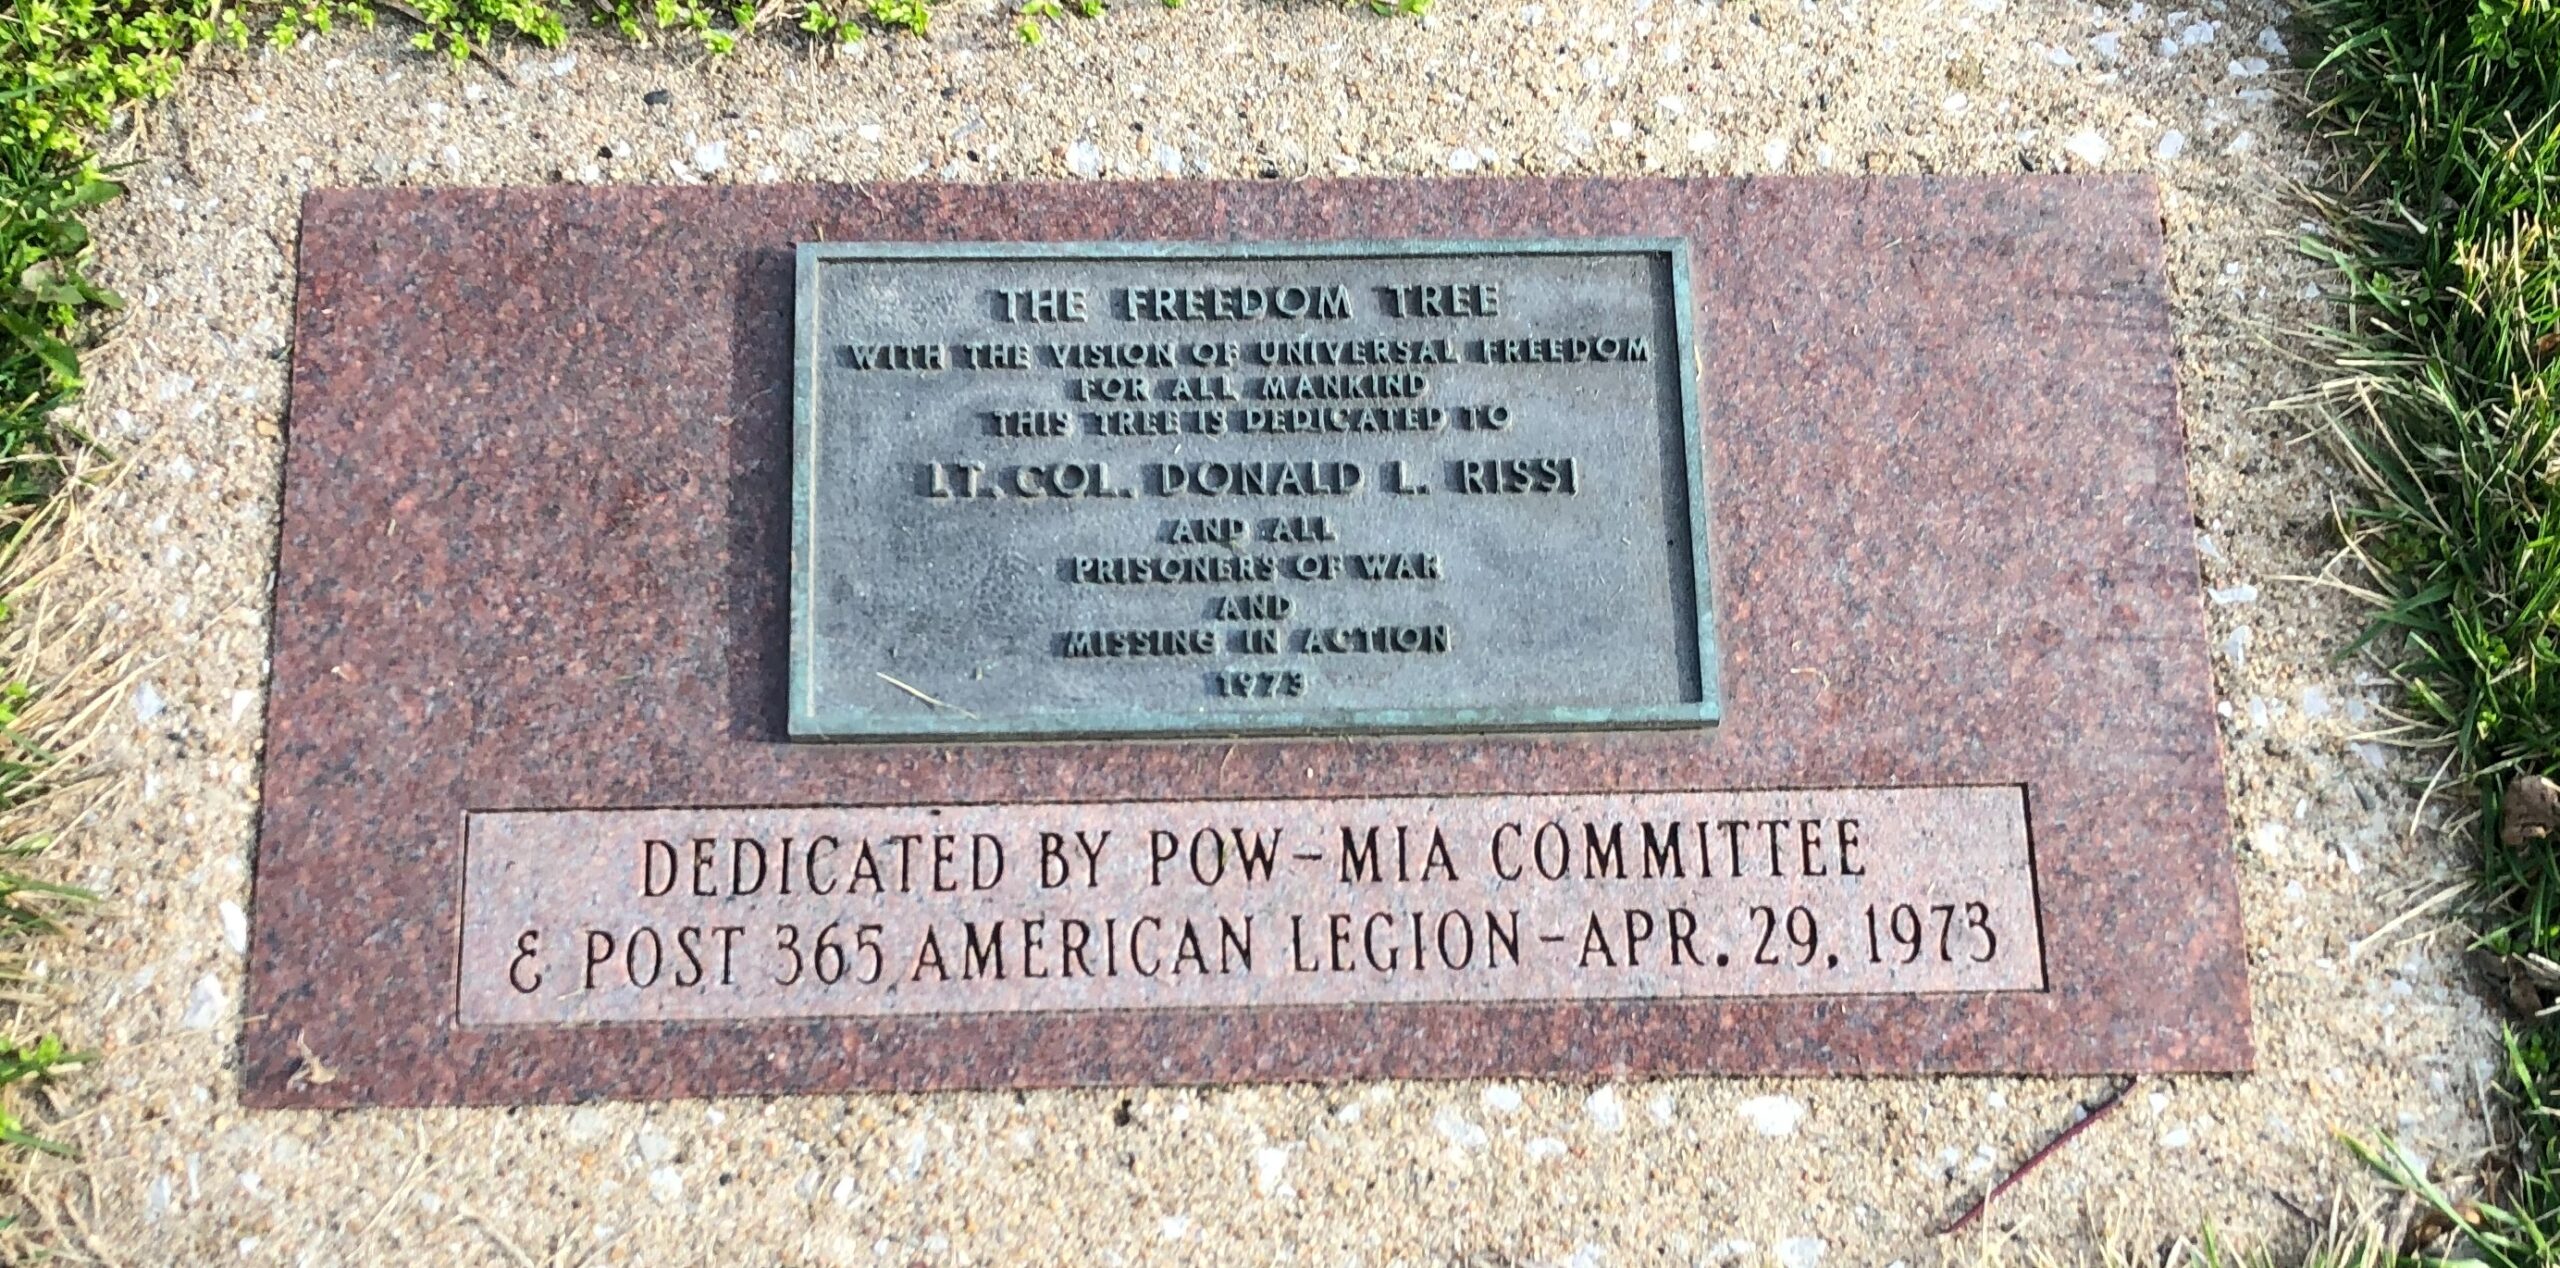 THE FREEDOM TREE
WITH THE VISION OF UNIVERSAL FREEDOM
FOR ALL MANKIND
THIS TREE IS DEDICATED TO
LT. COL. DONALD L. RISSI
AND ALL
PRISONERS OF WAR
AND
MISSING IN ACTION
1973
DEDICATED BY POW-MIA COMMITTEE
& POST 365 AMERICAN LEGION-APR. 29, 1973